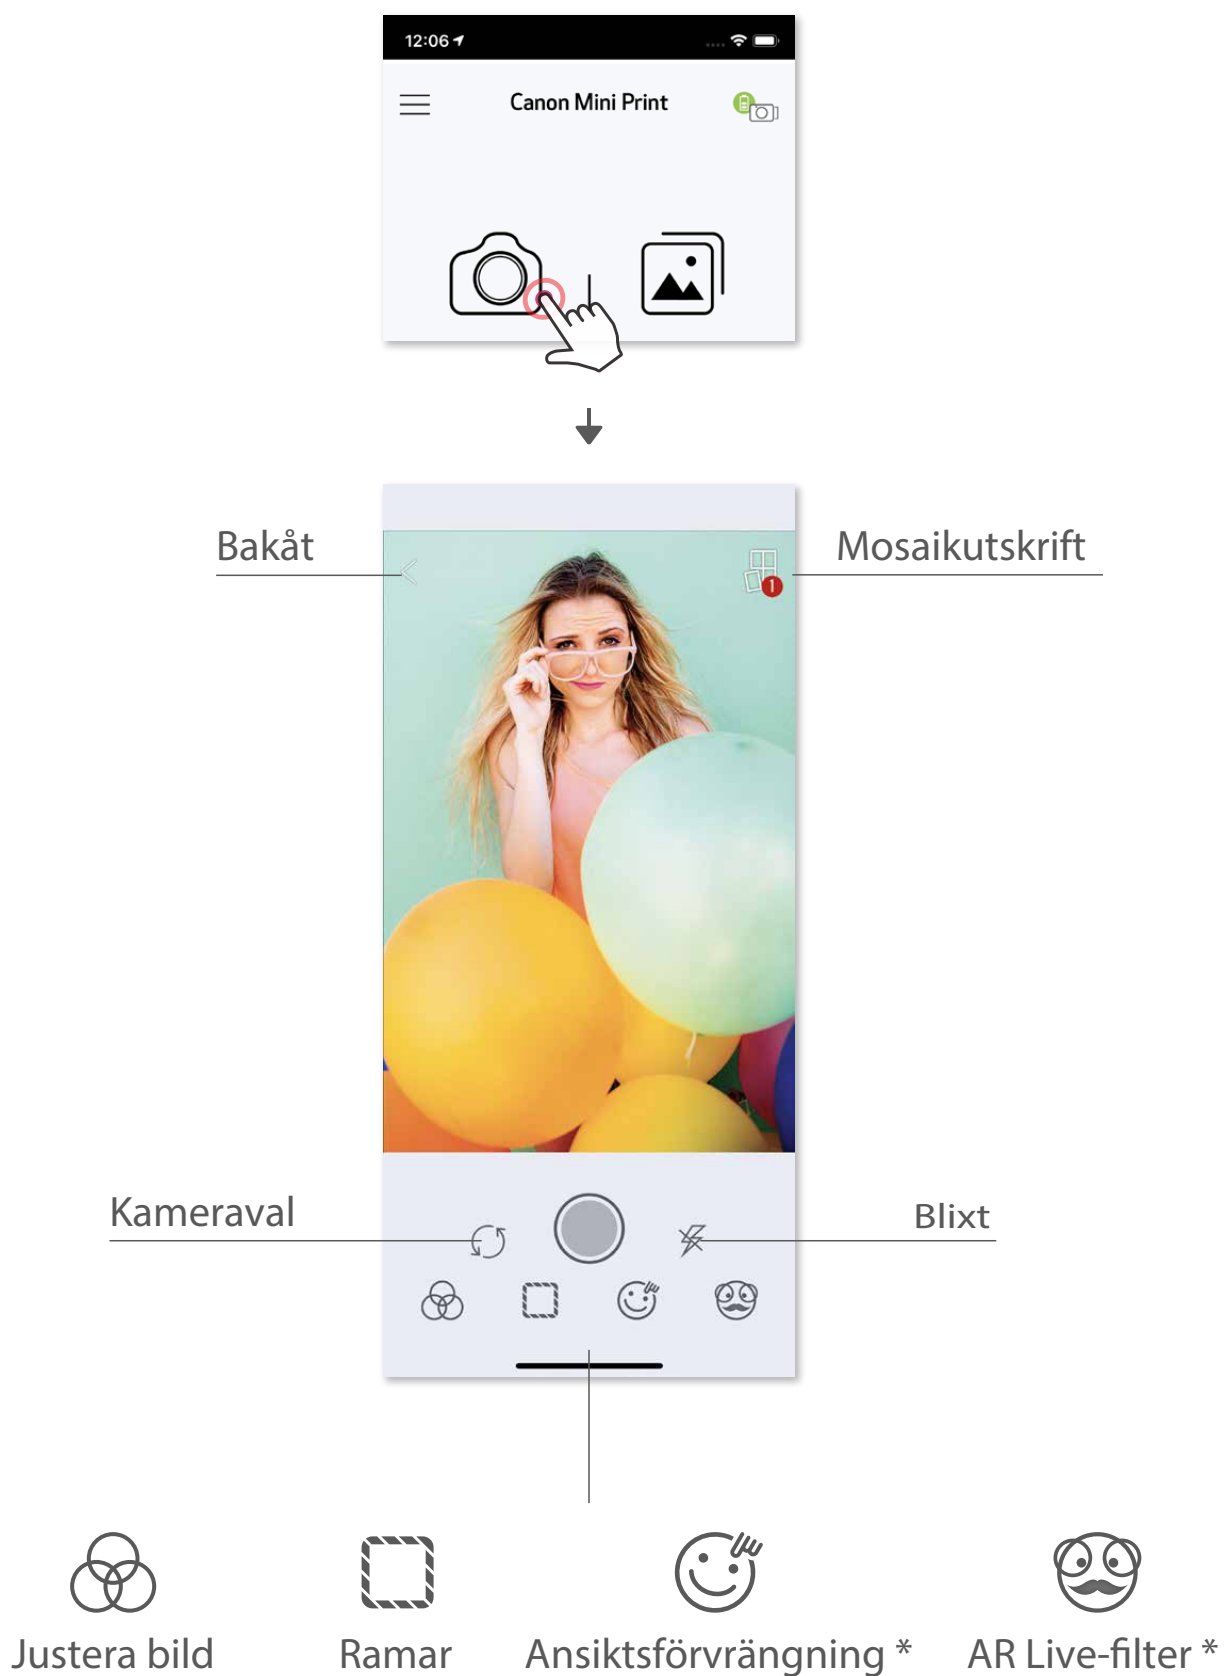 12:06
Canon Mini Print
Bakåt
Mosaikutskrift
1
Kameraval
Blixt
Justera bild
Ramar
Ansiktsförvrängning *
AR Live-filter *